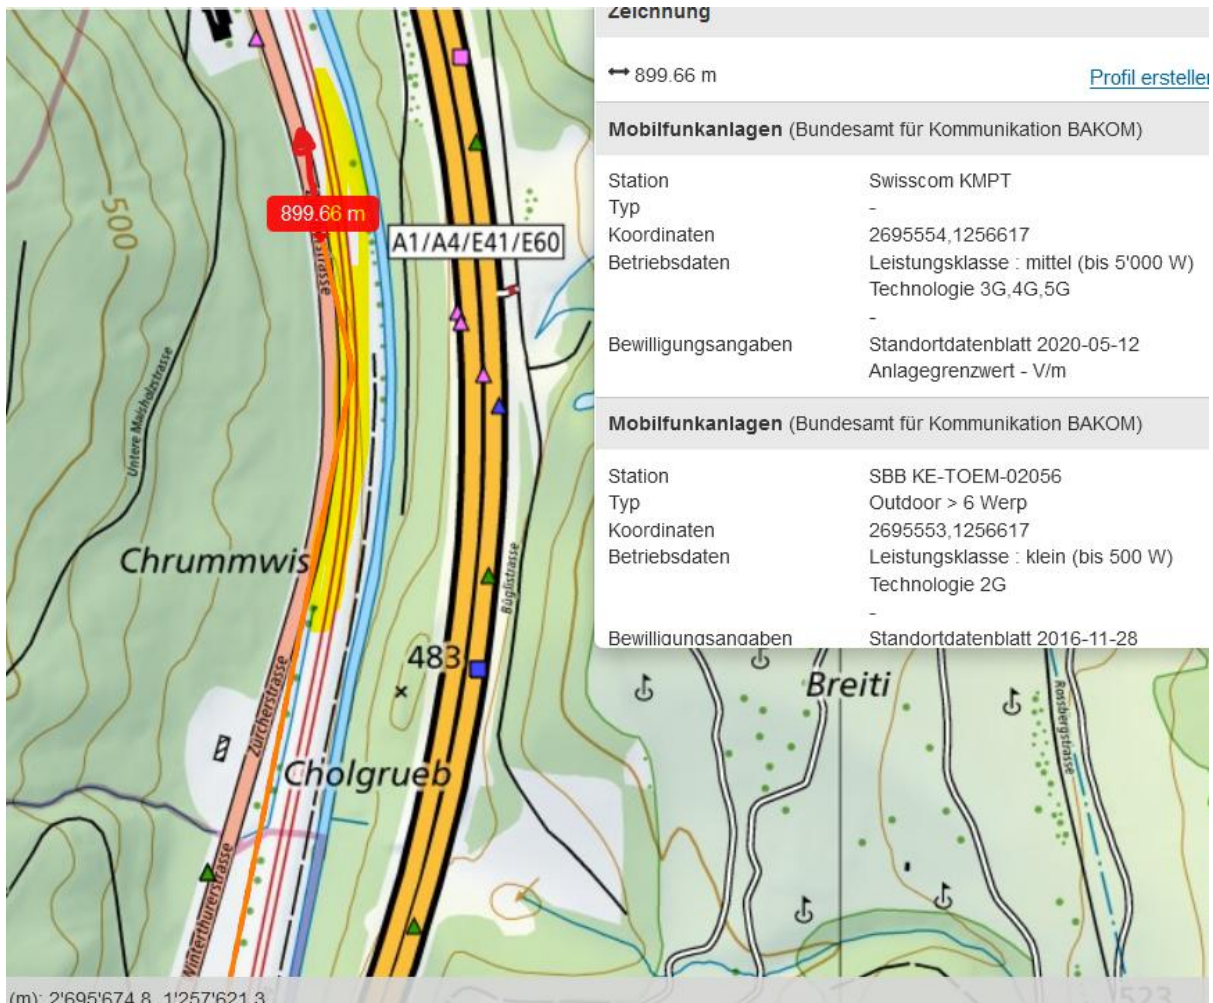 Zeichnung
899.66 m
Profil ersteller
Mobilfunkanlagen (Bundesamt für Kommunikation BAKOM)
Station Swisscom KMPT
Typ -
Koordinaten 2695554,1256617
Betriebsdaten Leistungsklasse : mittel (bis 5'000 W)
Technologie 3G,4G,5G
-
Bewilligungsangaben Standortdatenblatt 2020-05-12
Anlagegrenzwert - V/m
Mobilfunkanlagen (Bundesamt für Kommunikation BAKOM)
Station SBB KE-TOEM-02056
Typ Outdoor > 6 Werp
Koordinaten 2695553,1256617
Betriebsdaten Leistungsklasse : klein (bis 500 W)
Technologie 2G
-
Bewilligungsangaben Standortdatenblatt 2016-11-28
500
899.66 m
A1/A4/E41/E60
Untere Maisholzstrasse
Chrummwis
Büglistrasse
483
Breiti
Zürcherstrasse
Rossbergstrasse
Cholgrueb
Winterthurerstrasse
523
(m): 2'695'674.8, 1'257'621.3